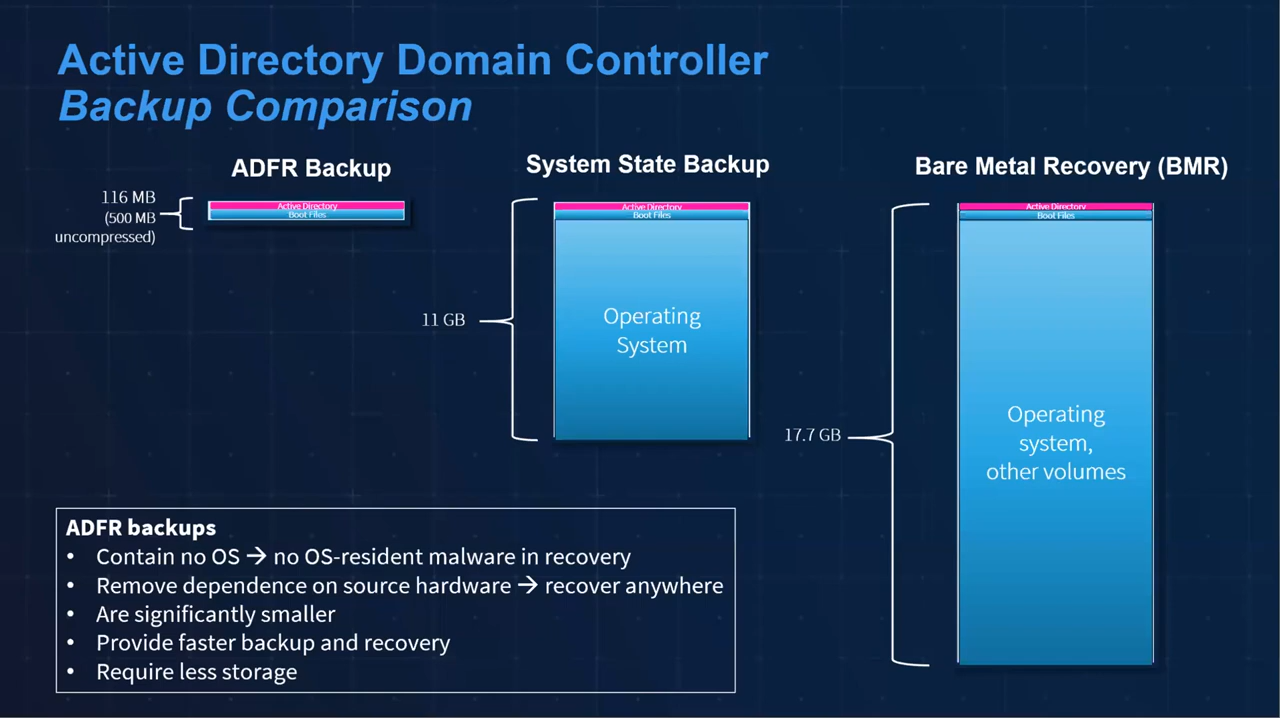 Active Directory Domain Controller
Backup Comparison
ADFR Backup
116 MB
(500 MB
uncompressed)
Active Directory
Boot Files
System State Backup
11 GB
Active Directory
Boot Files
Operating
System
Bare Metal Recovery (BMR)
17.7 GB
Active Directory
Boot Files
Operating
system,
other volumes
ADFR backups
• Contain no OS → no OS-resident malware in recovery
• Remove dependence on source hardware → recover anywhere
• Are significantly smaller
• Provide faster backup and recovery
• Require less storage